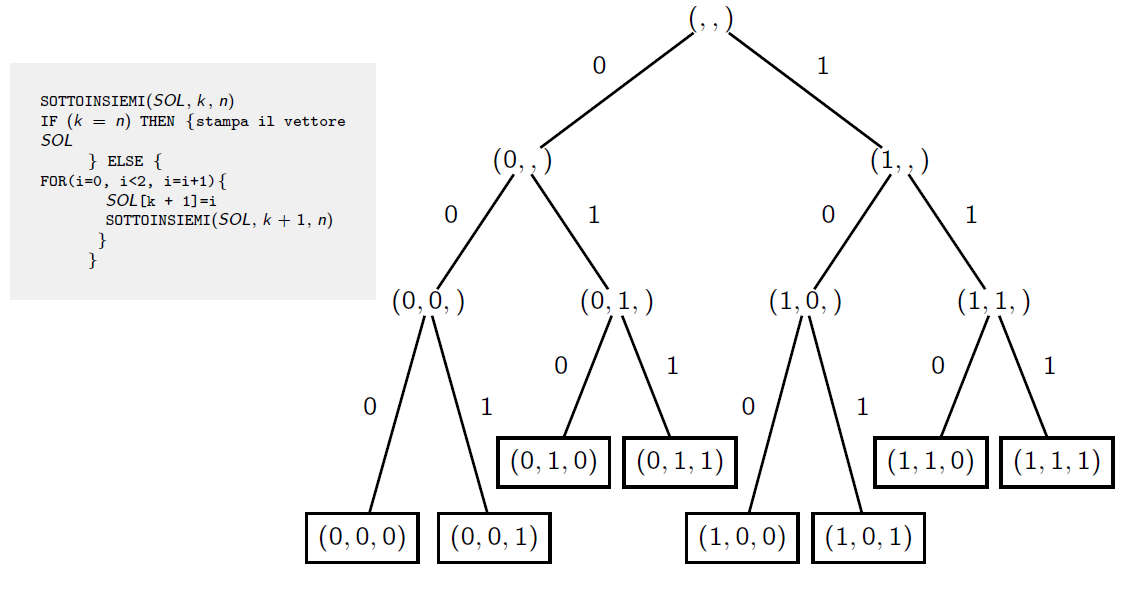 SOTTOINSIEMI(SOL, k, n)
IF (k = n) THEN {stampa il vettore
SOL
} ELSE {
FOR(i=0, i<2, i=i+1){
SOL[k + 1]=i
SOTTOINSIEMI(SOL, k + 1, n)
}
}
(, , )
0 1
(0, , ) (1, , )
0 1 0 1
(0, 0, ) (0, 1, ) (1, 0, ) (1, 1, )
0 1 0 1
0 1 0 1
(0, 1, 0) (0, 1, 1) (1, 1, 0) (1, 1, 1)
(0, 0, 0) (0, 0, 1) (1, 0, 0) (1, 0, 1)